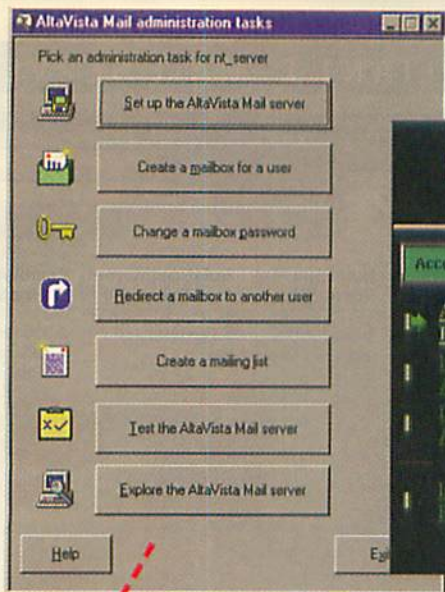 AltaVista Mail administration tasks
Pick an administration task for nt_server
Set up the AltaVista Mail server
Create a mailbox for a user
Change a mailbox password
Redirect a mailbox to another user
Create a mailing list
Test the AltaVista Mail server
Explore the AltaVista Mail server
Help